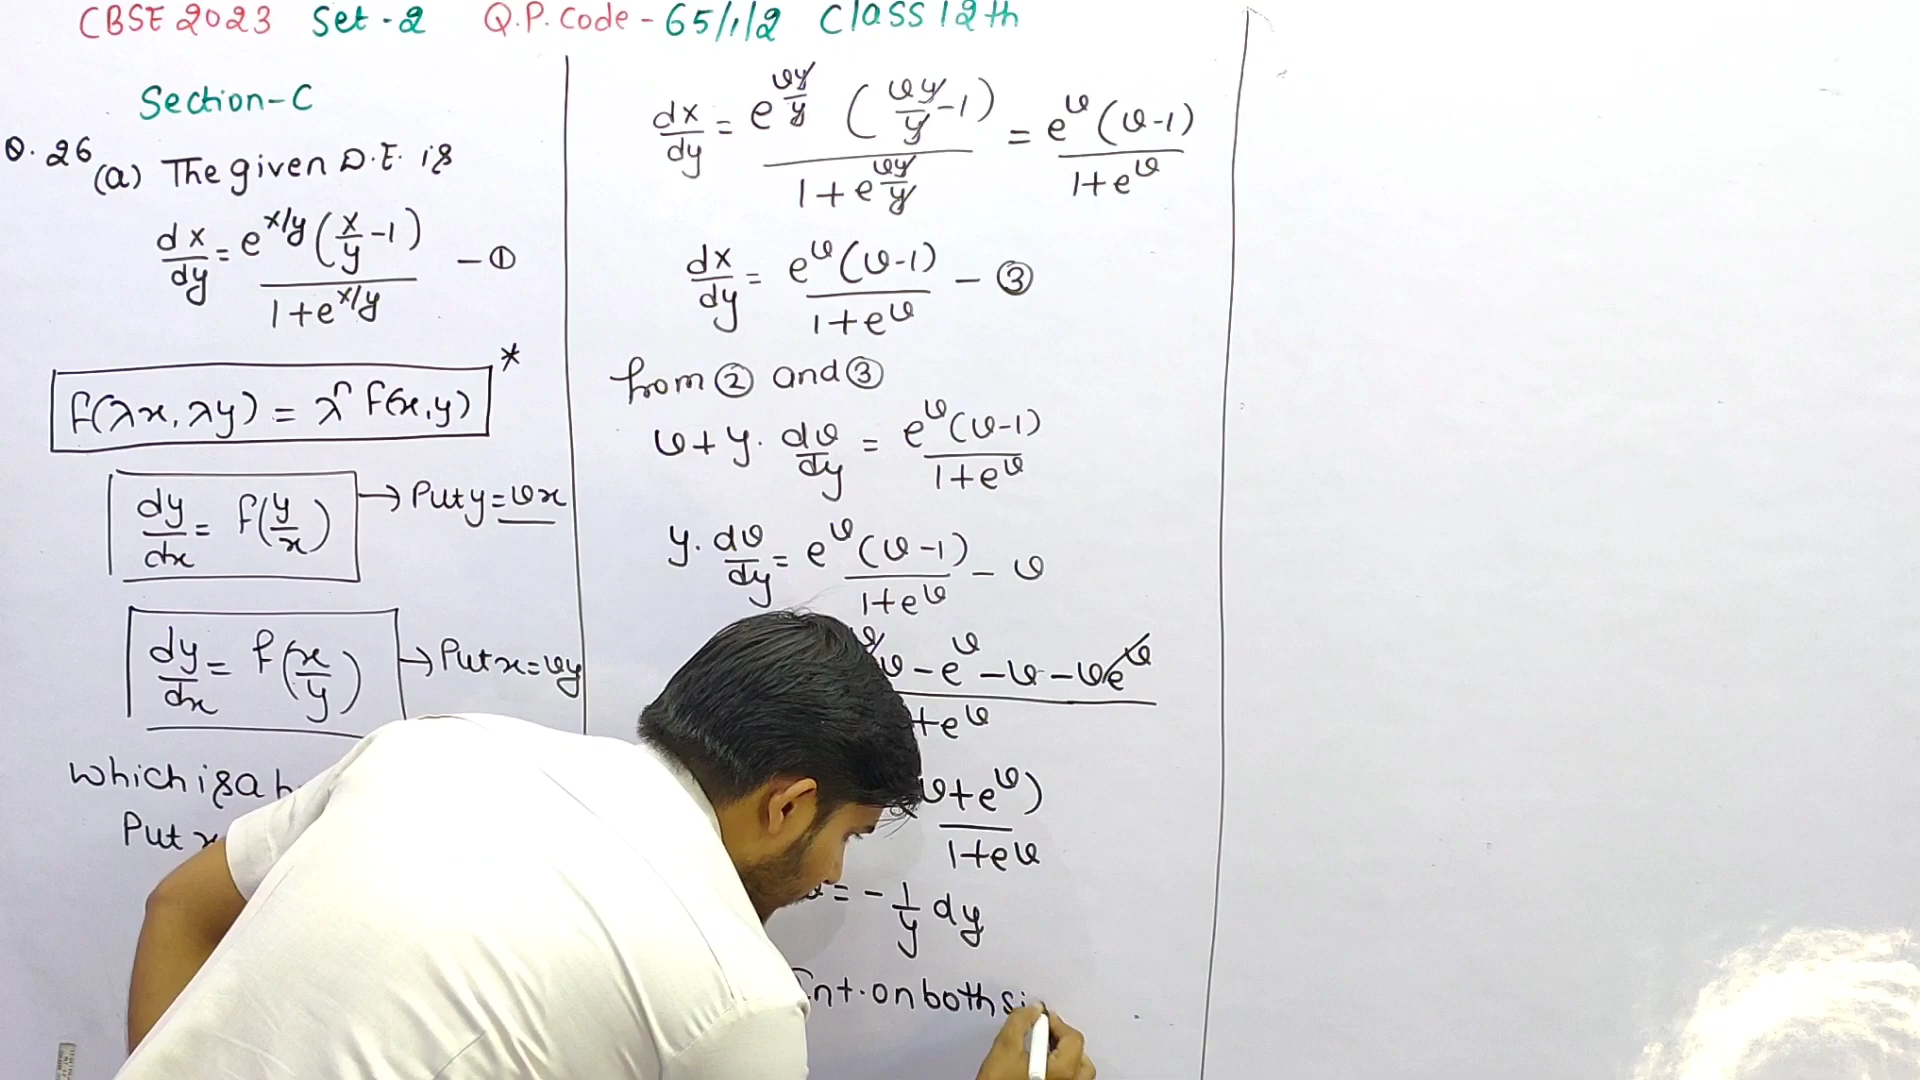 CBSE 2023 Set-2 Q.P. Code - 65/1/2 Class 12th
Section-C
Q.26 (a) The given D.E. is
dx/dy = e^(x/y) (x/y - 1) / (1 + e^(x/y)) - ①
f(λx, λy) = λ^n f(x, y) *
dy/dx = f(y/x) → Put y = vx
dy/dx = f(x/y) → Put x = vy
Which is a
Put x
dx/dy = e^(vy/y) (vy/y - 1) / (1 + e^(vy/y)) = e^v (v-1) / (1 + e^v)
dx/dy = e^v (v-1) / (1 + e^v) - ③
from ② and ③
v + y. dv/dy = e^v (v-1) / (1 + e^v)
y. dv/dy = e^v (v-1) / (1 + e^v) - v
v - e^v - v - ve^v
+ e^v
v + e^v) / (1 + e^v)
= - 1/y dy
Int. on both